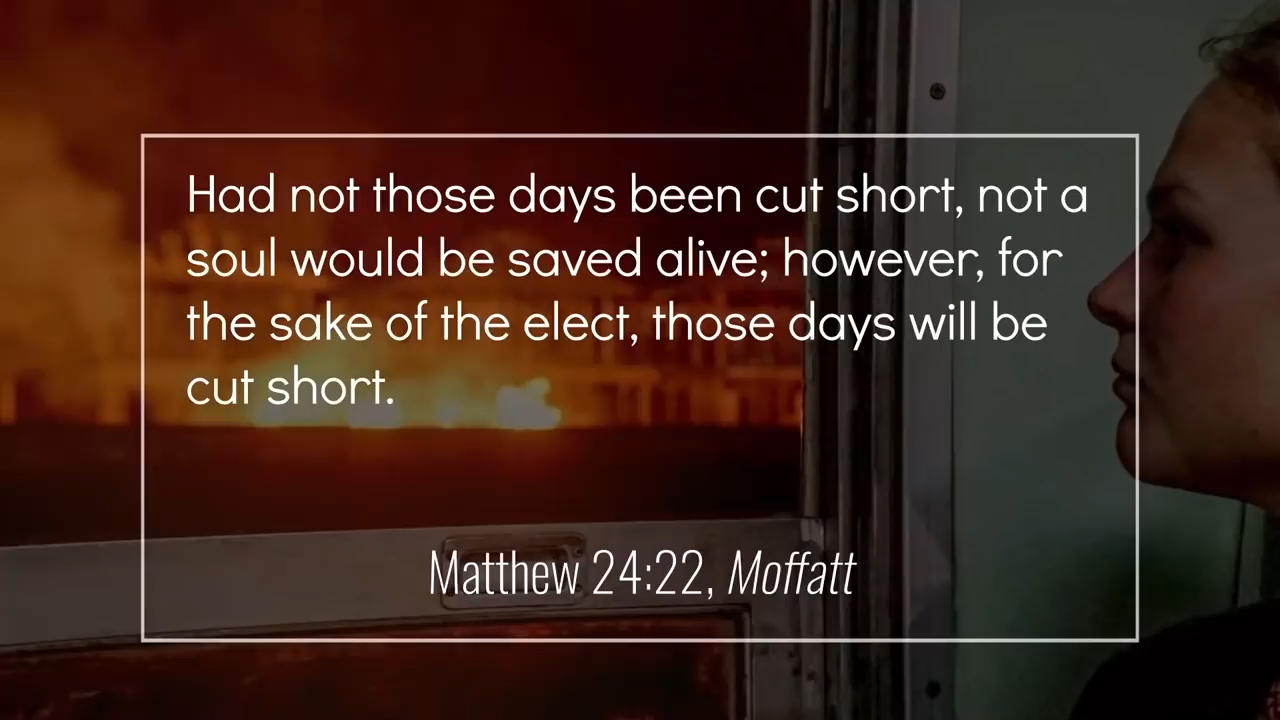 Had not those days been cut short, not a
soul would be saved alive; however, for
the sake of the elect, those days will be
cut short.
Matthew 24:22, Moffatt